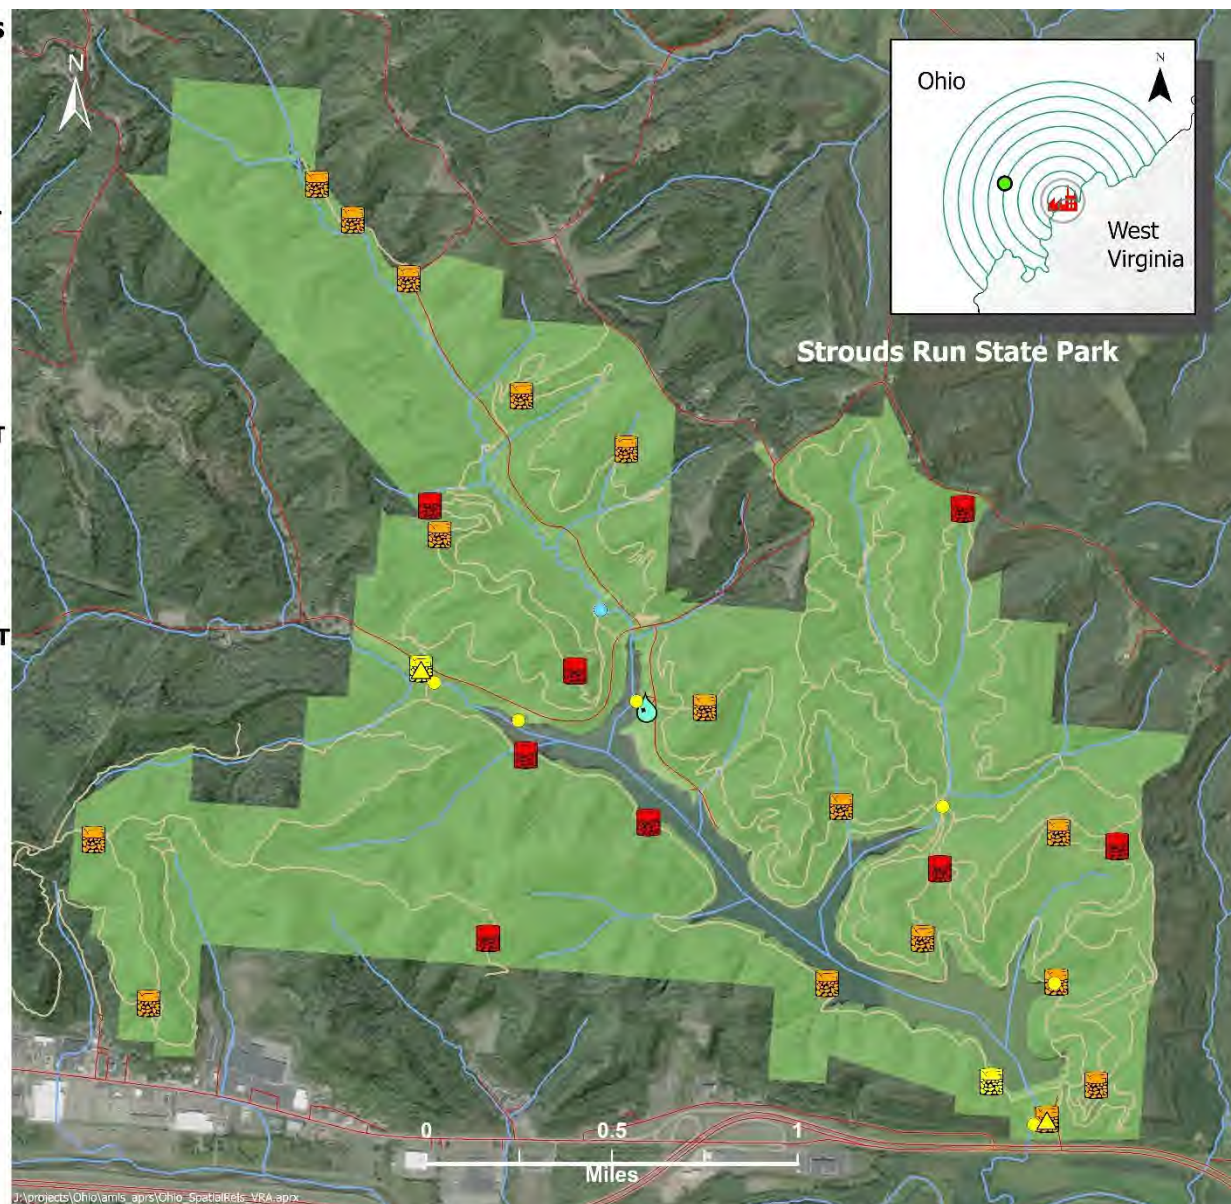 N
Ohio
N
West
Virginia
Strouds Run State Park
0 0.5 1
Miles
J:\projects\Ohio\amls_aprs\Ohio_SpatialRels_VRA.aprx